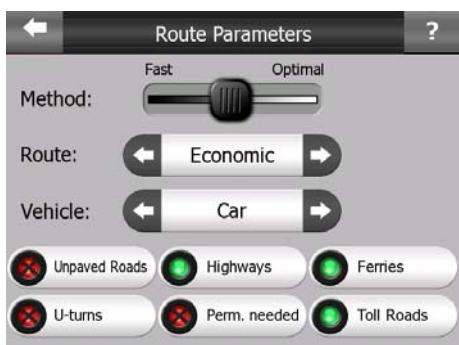 Route Parameters ?
Fast Optimal
Method:
Route: Economic
Vehicle: Car
Unpaved Roads Highways Ferries
U-turns Perm. needed Toll Roads